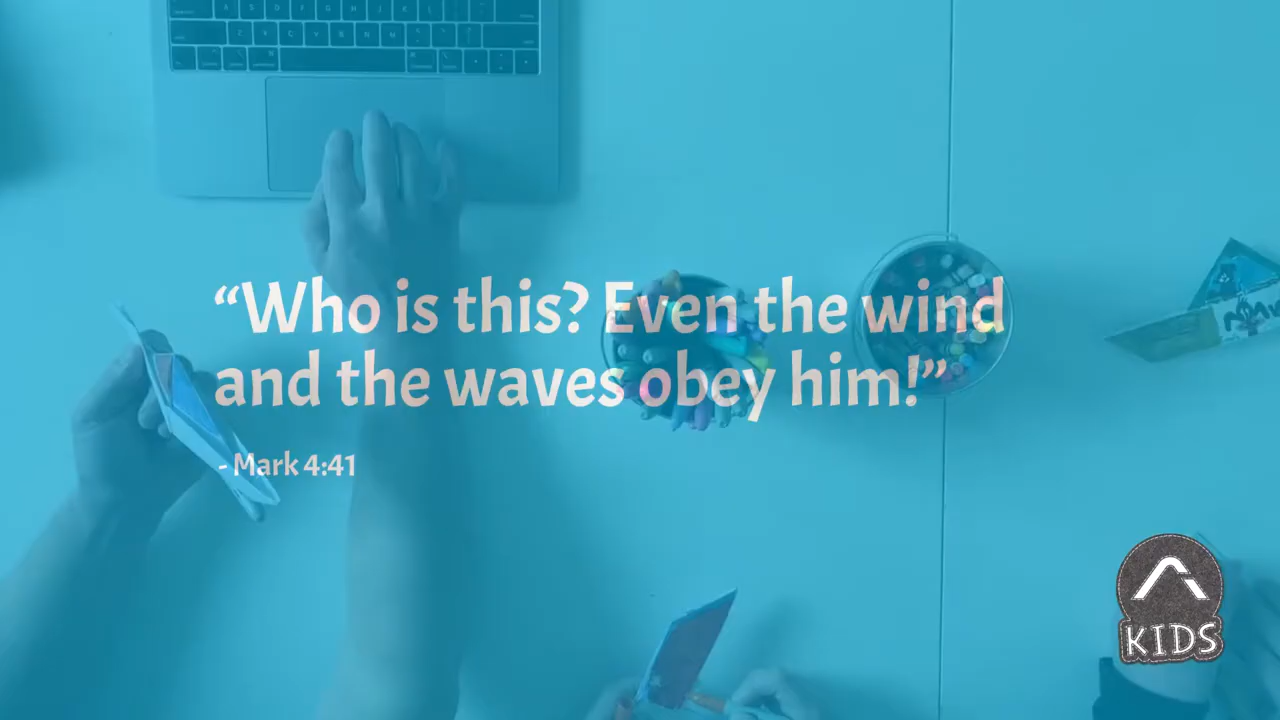 “Who is this? Even the wind
and the waves obey him!”
- Mark 4:41
KIDS